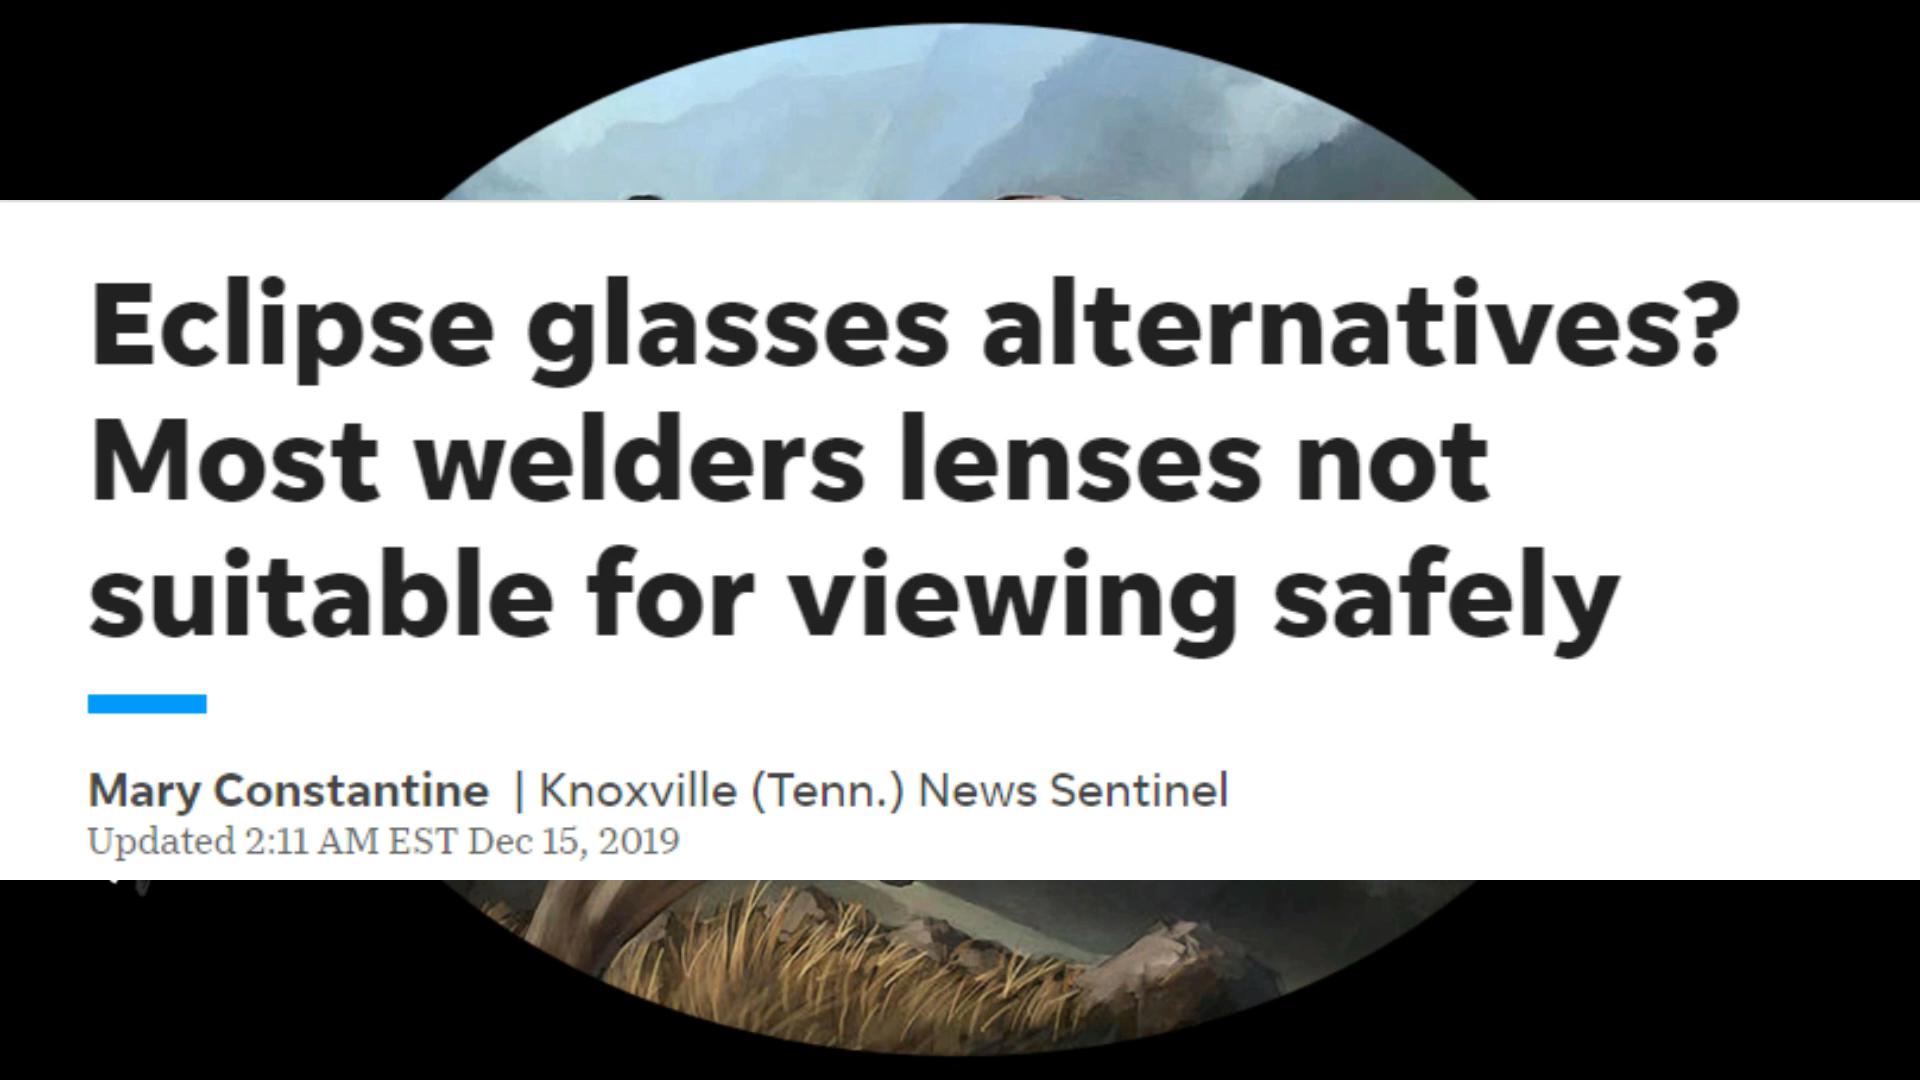 Eclipse glasses alternatives?
Most welders lenses not
suitable for viewing safely
Mary Constantine | Knoxville (Tenn.) News Sentinel
Updated 2:11 AM EST Dec 15, 2019